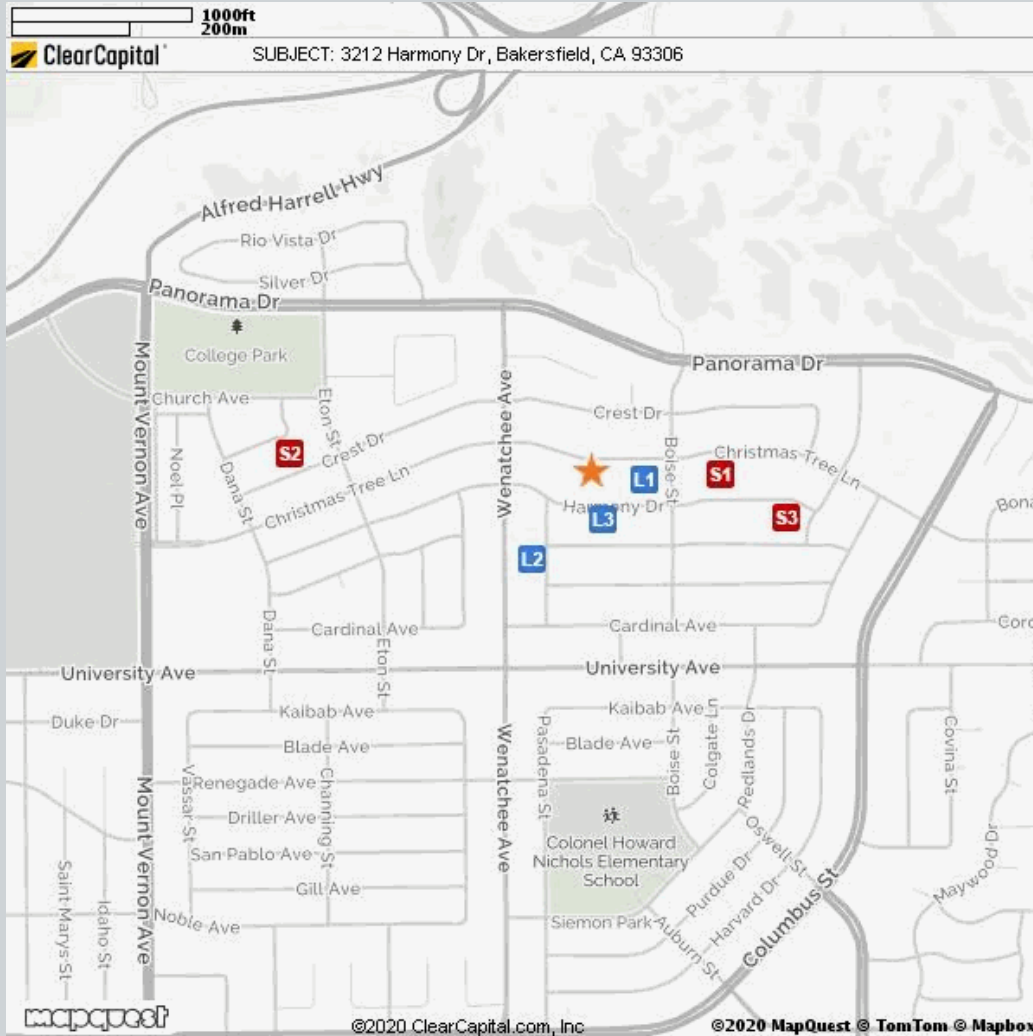 1000ft
200m
ClearCapital
SUBJECT: 3212 Harmony Dr, Bakersfield, CA 93306
Alfred Harrell Hwy
Rio Vista Dr
Silver Dr
Panorama Dr
College Park
Panorama Dr
Mount Vernon Ave
Church Ave
Eton St
Wenatchee Ave
Crest Dr
Boise St
Noel Pl
Dana St
S2
Crest Dr
Christmas Tree Ln
Christmas Tree Ln
L1
S1
Harmony Dr
L3
S3
L2
Bona
Dana St
Cardinal Ave
Eton St
Cardinal Ave
Coro
University Ave
University Ave
Duke Dr
Kaibab Ave
Kaibab Ave
Blade Ave
Blade Ave
Pasadena St
Boise St
Colgate Ln
Redlands Dr
Covina St
Wenatchee Ave
Mount Vernon Ave
Vassar St
Renegade Ave
Channing St
Driller Ave
San Pablo Ave
Gill Ave
Noble Ave
Saint Marys St
Idaho St
Colonel Howard
Nichols Elementary
School
Oswell St
Purdue Dr
Harvard Dr
Siemon Park
Auburn St
Columbus St
Maywood Dr
mapquest
©2020 ClearCapital.com, Inc
©2020 MapQuest © TomTom © Mapbox